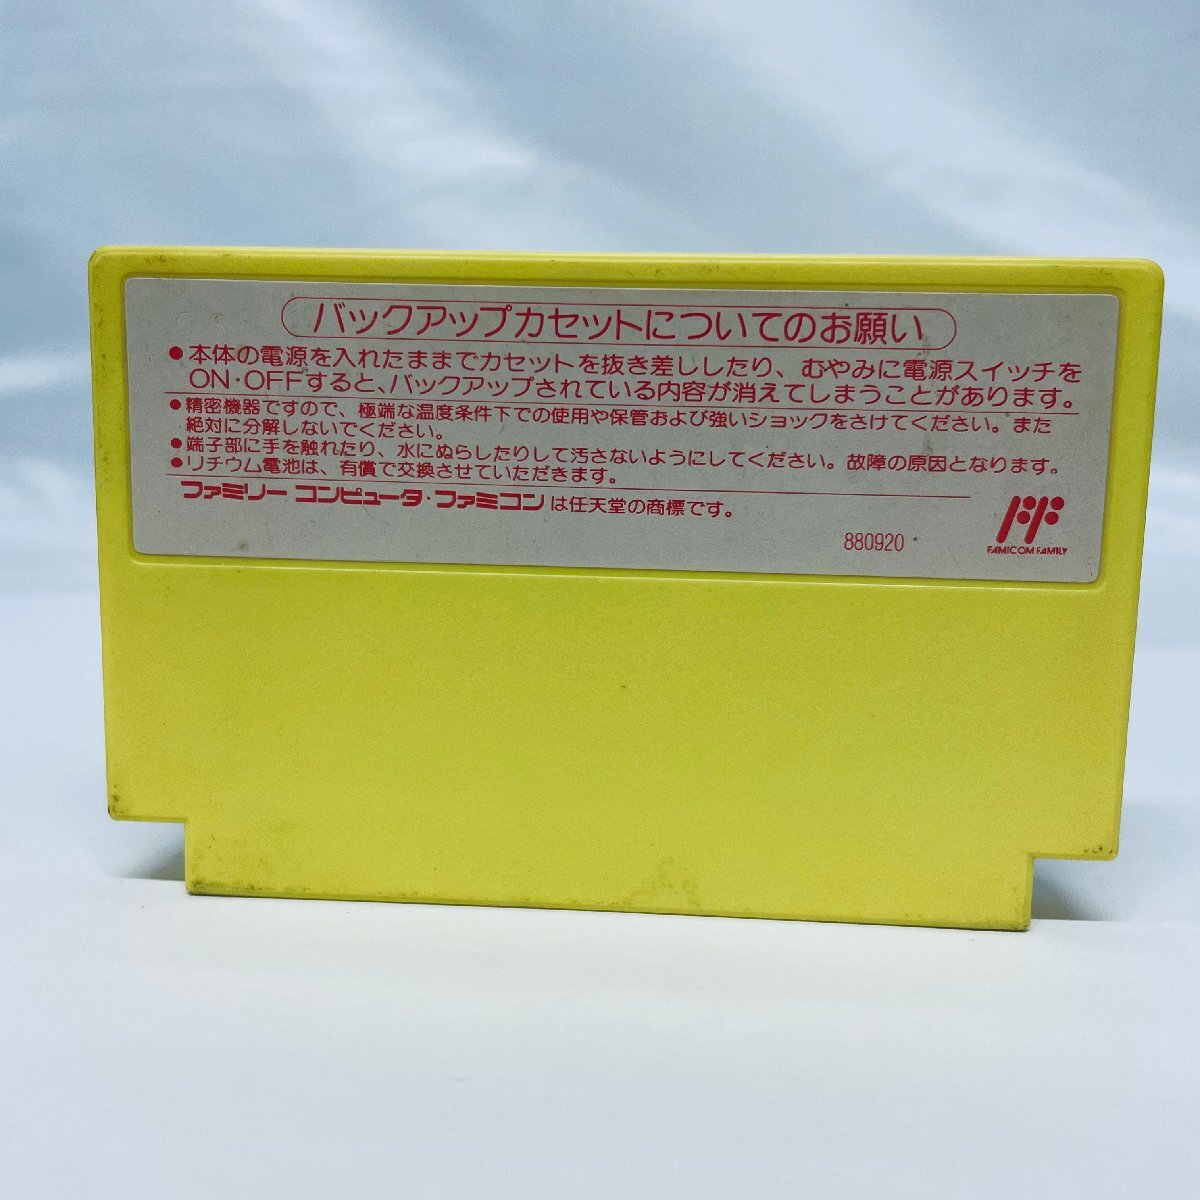 バックアップカセットについてのお願い
●本体の電源を入れたままでカセットを抜き差ししたり、むやみに電源スイッチを
ON・OFFすると、バックアップされている内容が消えてしまうことがあります。
●精密機器ですので、極端な温度条件下での使用や保管および強いショックをさけてください。また
絶対に分解しないでください。
●端子部に手を触れたり、水にぬらしたりして汚さないようにしてください。故障の原因となります。
●リチウム電池は、有償で交換させていただきます。
ファミリー コンピュータ・ファミコンは任天堂の商標です。
880920
FAMICOM FAMILY